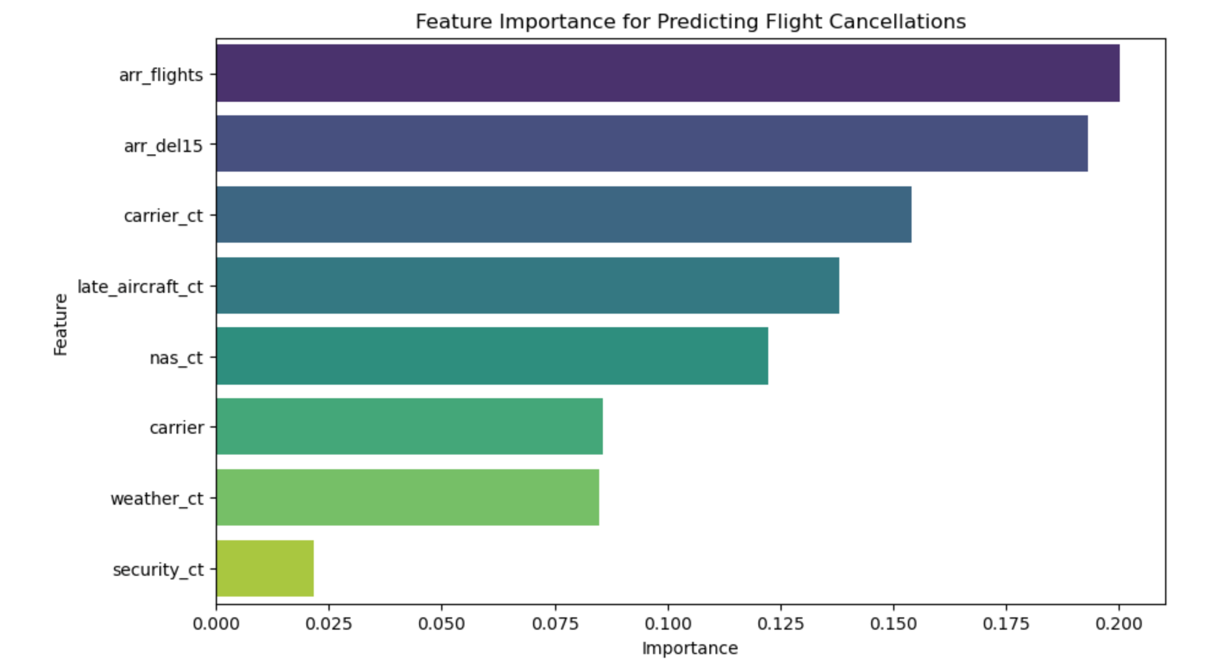 Feature Importance for Predicting Flight Cancellations
arr_flights
arr_del15
carrier_ct
late_aircraft_ct
nas_ct
carrier
weather_ct
security_ct
Feature
0.000 0.025 0.050 0.075 0.100 0.125 0.150 0.175 0.200
Importance